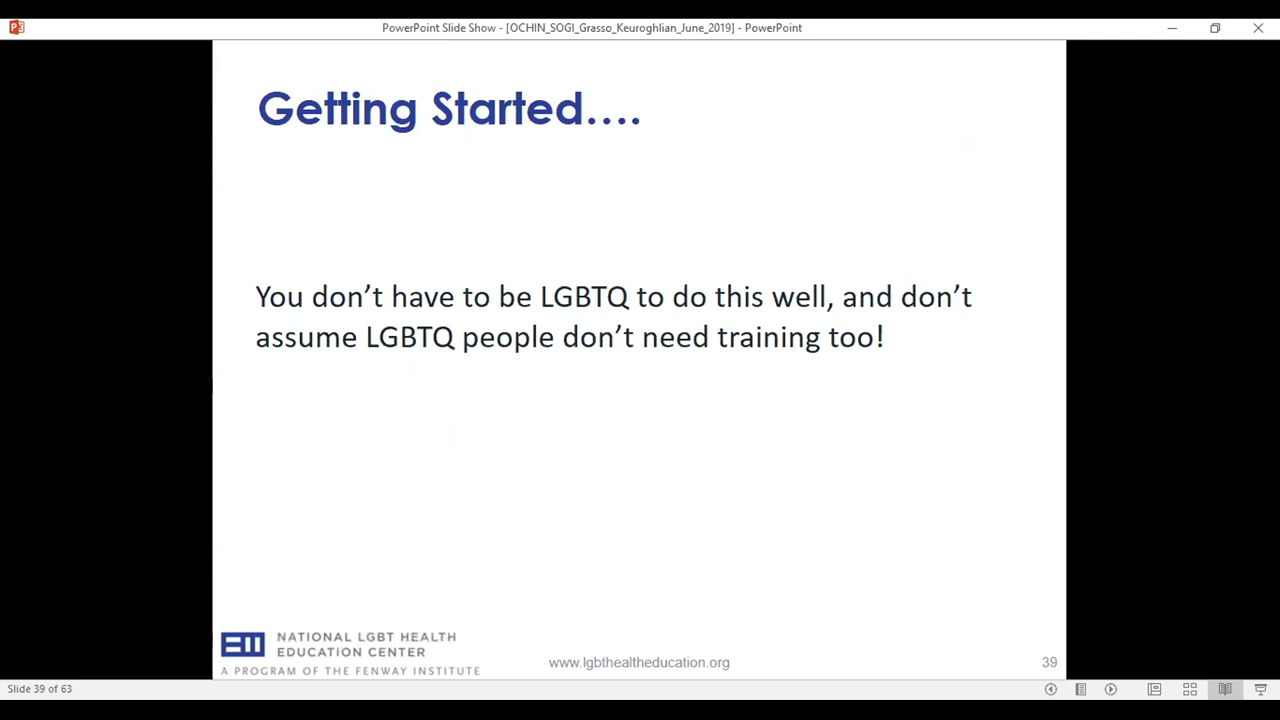 PowerPoint Slide Show - [OCHIN_SOGI_Grasso_Keuroghlian_June_2019] - PowerPoint
Getting Started....
You don't have to be LGBTQ to do this well, and don't
assume LGBTQ people don't need training too!
NATIONAL LGBT HEALTH
EDUCATION CENTER
A PROGRAM OF THE FENWAY INSTITUTE
www.lgbthealtheducation.org
39
Slide 39 of 63